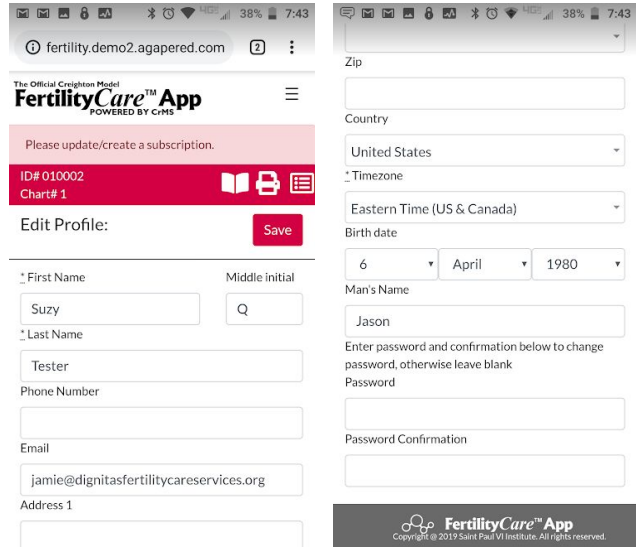 38% 7:43
fertility.demo2.agapered.com 2
The Official Creighton Model
FertilityCare™ App
POWERED BY CrMS
Please update/create a subscription.
ID# 010002
Chart# 1
Edit Profile:
Save
* First Name Middle initial
Suzy Q
* Last Name
Tester
Phone Number
Email
jamie@dignitasfertilitycareservices.org
Address 1
38% 7:43
Zip
Country
United States
* Timezone
Eastern Time (US & Canada)
Birth date
6 April 1980
Man's Name
Jason
Enter password and confirmation below to change
password, otherwise leave blank
Password
Password Confirmation
FertilityCare™ App
Copyright @ 2019 Saint Paul VI Institute. All rights reserved.